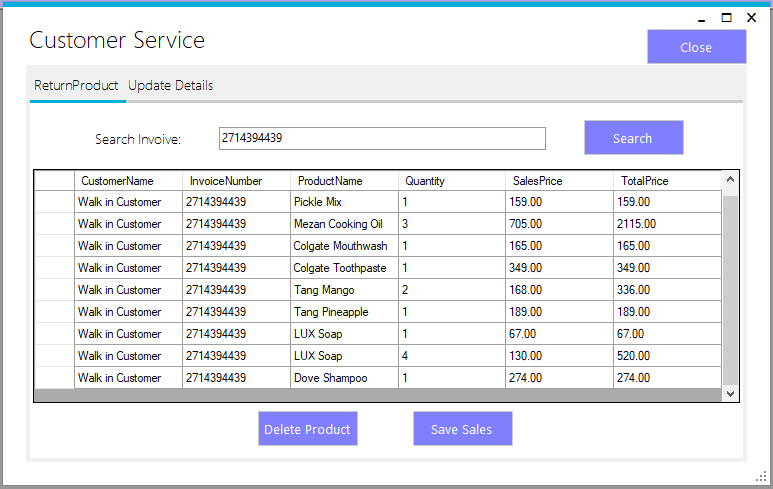 Customer Service
Close
ReturnProduct Update Details
Search Invoive: 2714394439 Search
CustomerName InvoiceNumber ProductName Quantity SalesPrice TotalPrice
Walk in Customer 2714394439 Pickle Mix 1 159.00 159.00
Walk in Customer 2714394439 Mezan Cooking Oil 3 705.00 2115.00
Walk in Customer 2714394439 Colgate Mouthwash 1 165.00 165.00
Walk in Customer 2714394439 Colgate Toothpaste 1 349.00 349.00
Walk in Customer 2714394439 Tang Mango 2 168.00 336.00
Walk in Customer 2714394439 Tang Pineapple 1 189.00 189.00
Walk in Customer 2714394439 LUX Soap 1 67.00 67.00
Walk in Customer 2714394439 LUX Soap 4 130.00 520.00
Walk in Customer 2714394439 Dove Shampoo 1 274.00 274.00
Delete Product Save Sales